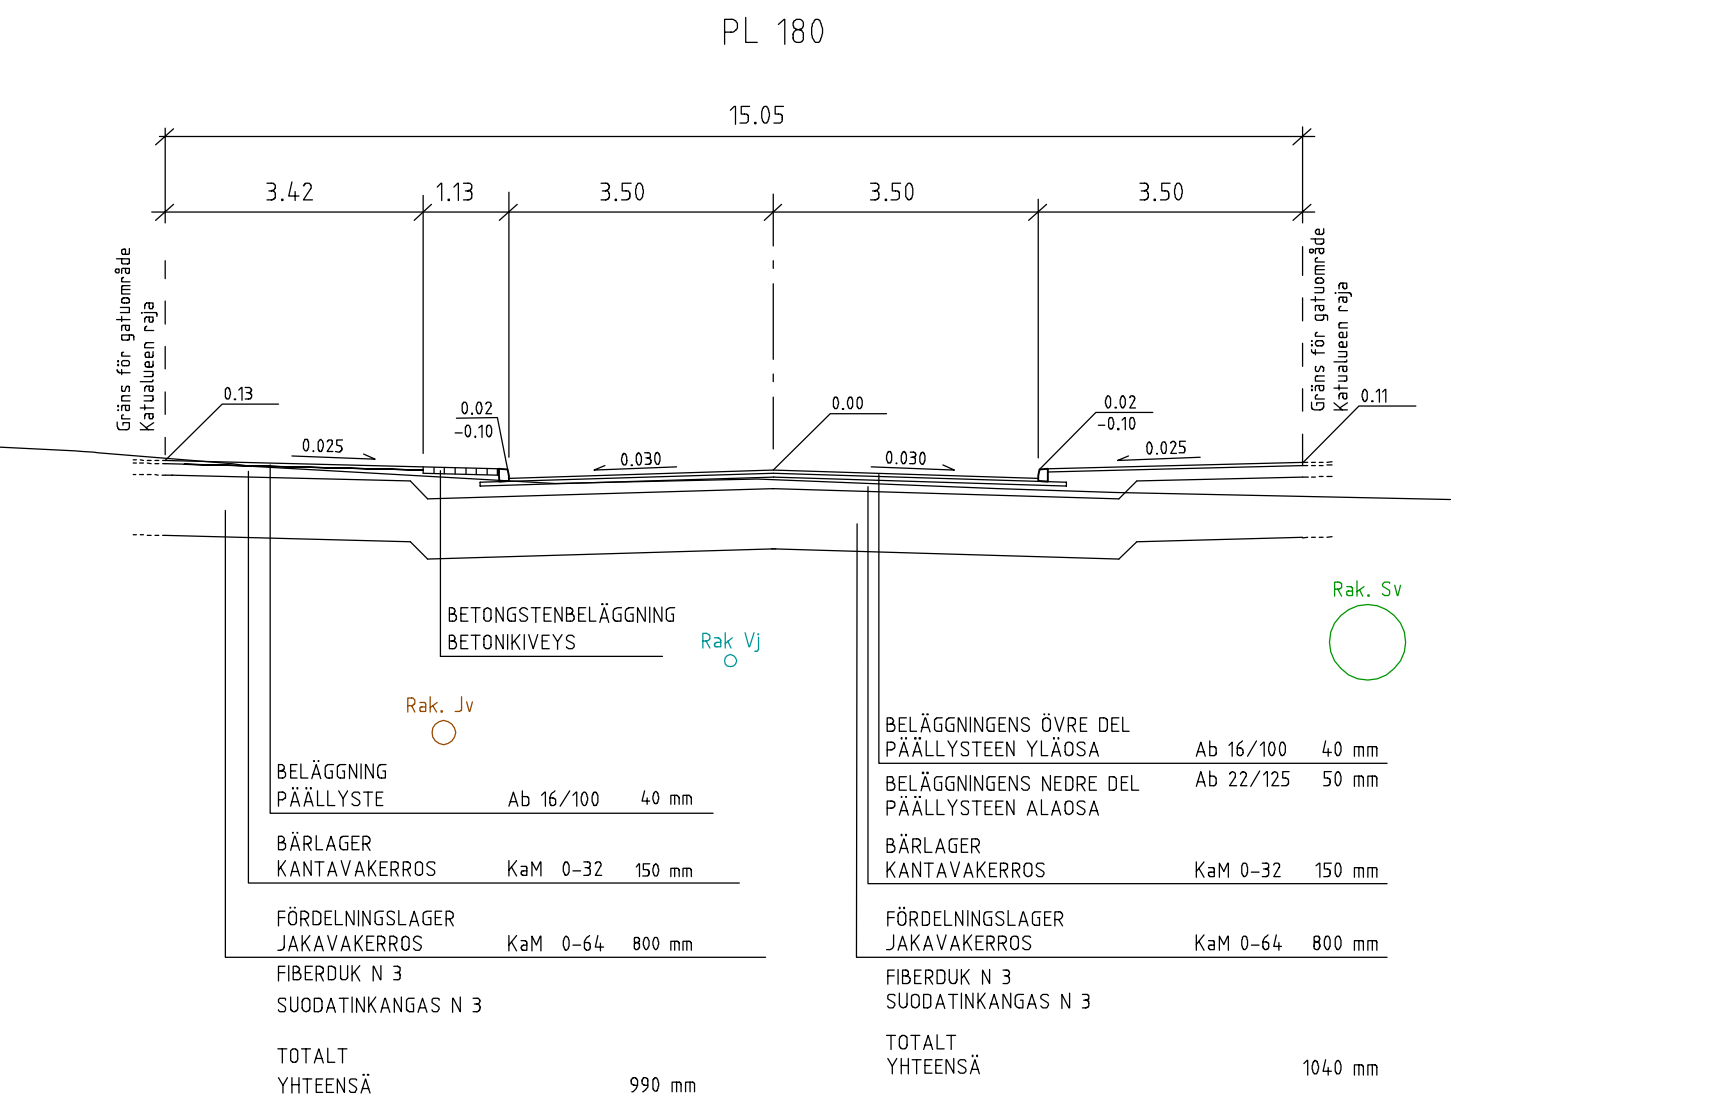 PL 180
15.05
3.42 1.13 3.50 3.50 3.50
Gräns för gatuområde
Katualueen raja
Gräns för gatuområde
Katualueen raja
0.13
0.02
-0.10
0.00
0.02
-0.10
0.11
0.025
0.030
0.030
0.025
BETONGSTENBELÄGGNING
BETONIKIVEYS
Rak Vj
Rak. Sv
Rak. Jv
BELÄGGNING
PÄÄLLYSTE Ab 16/100 40 mm
BÄRLAGER
KANTAVAKERROS KaM 0-32 150 mm
FÖRDELNINGSLAGER
JAKAVAKERROS KaM 0-64 800 mm
FIBERDUK N 3
SUODATINKANGAS N 3
TOTALT
YHTEENSÄ 990 mm
BELÄGGNINGENS ÖVRE DEL
PÄÄLLYSTEEN YLÄOSA Ab 16/100 40 mm
BELÄGGNINGENS NEDRE DEL Ab 22/125 50 mm
PÄÄLLYSTEEN ALAOSA
BÄRLAGER
KANTAVAKERROS KaM 0-32 150 mm
FÖRDELNINGSLAGER
JAKAVAKERROS KaM 0-64 800 mm
FIBERDUK N 3
SUODATINKANGAS N 3
TOTALT
YHTEENSÄ 1040 mm